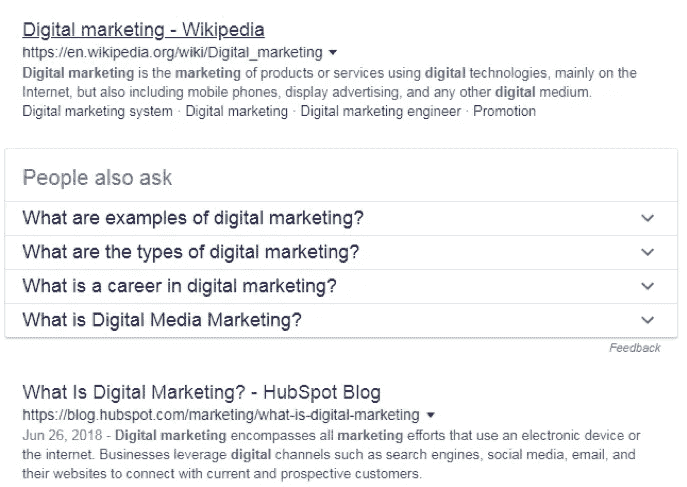 Digital marketing - Wikipedia
https://en.wikipedia.org/wiki/Digital_marketing
Digital marketing is the marketing of products or services using digital technologies, mainly on the
Internet, but also including mobile phones, display advertising, and any other digital medium.
Digital marketing system · Digital marketing · Digital marketing engineer · Promotion
People also ask
What are examples of digital marketing?
What are the types of digital marketing?
What is a career in digital marketing?
What is Digital Media Marketing?
Feedback
What Is Digital Marketing? - HubSpot Blog
https://blog.hubspot.com/marketing/what-is-digital-marketing
Jun 26, 2018 - Digital marketing encompasses all marketing efforts that use an electronic device or
the internet. Businesses leverage digital channels such as search engines, social media, email, and
their websites to connect with current and prospective customers.